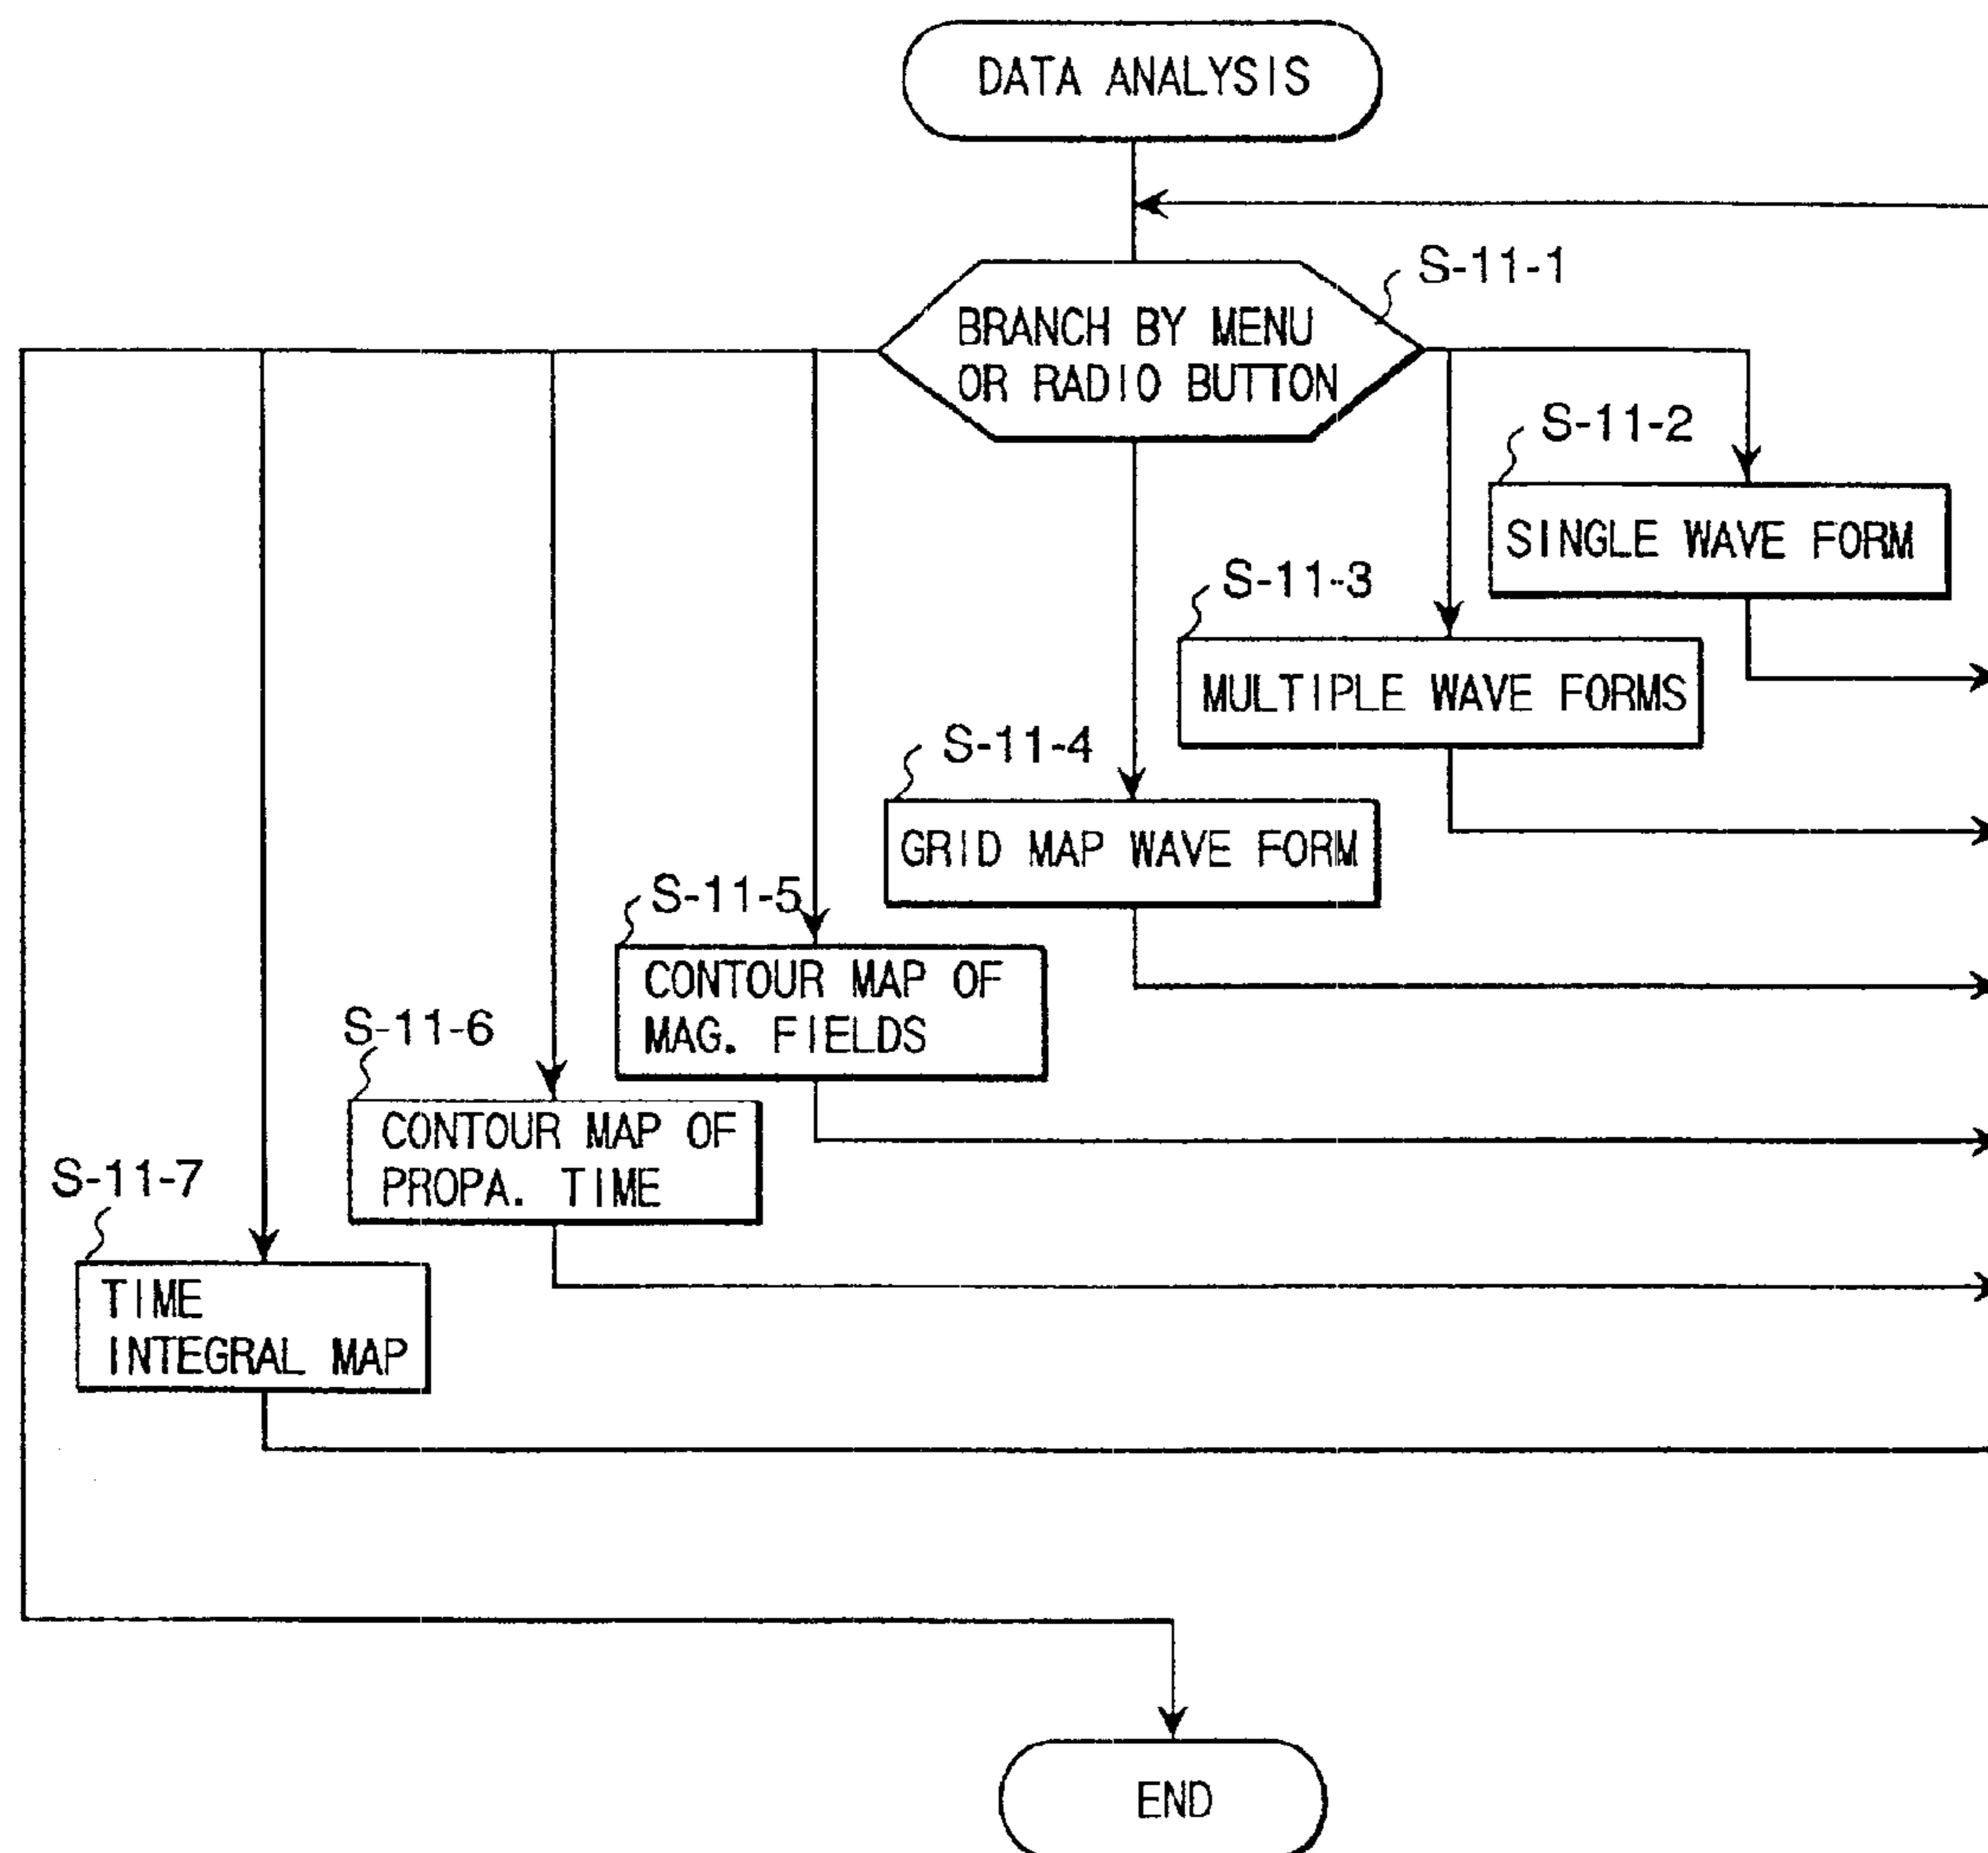 DATA ANALYSIS
S-11-1
BRANCH BY MENU
OR RADIO BUTTON
S-11-2
SINGLE WAVE FORM
S-11-3
MULTIPLE WAVE FORMS
S-11-4
GRID MAP WAVE FORM
S-11-5
CONTOUR MAP OF
MAG. FIELDS
S-11-6
CONTOUR MAP OF
PROPA. TIME
S-11-7
TIME
INTEGRAL MAP
END